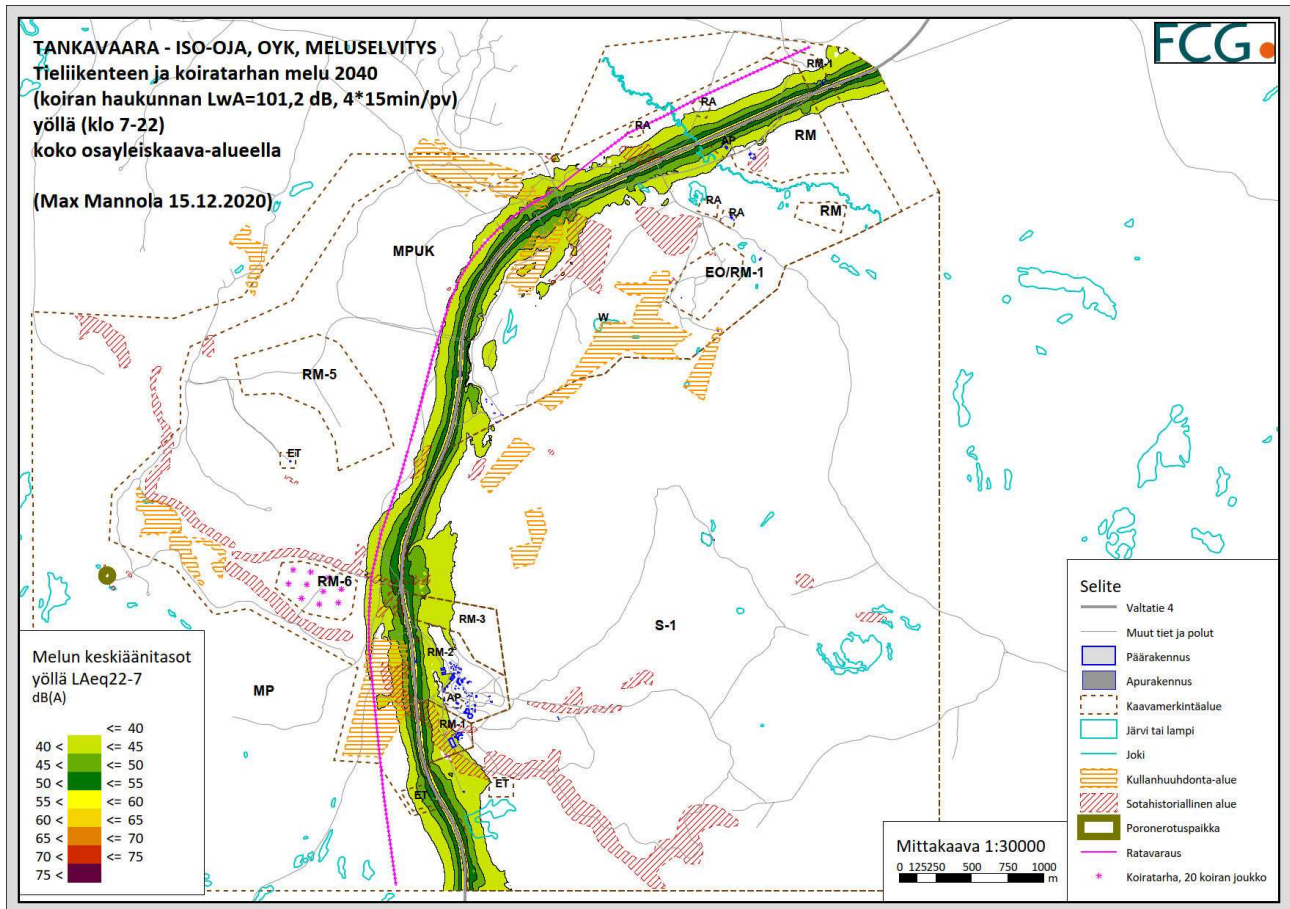 TANKAVAARA - ISO-OJA, OYK, MELUSELVITYS
Tieliikenteen ja koiratarhan melu 2040
(koiran haukunnan LwA=101,2 dB, 4*15min/pv)
yöllä (klo 7-22)
koko osayleiskaava-alueella
(Max Mannola 15.12.2020)
FCG.
RM-1
RA
RA
AP
RM
RA
RA
RM
MPUK
EO/RM-1
W
RM-5
ET
RM-6
RM-3
S-1
RM-2
MP
AP
RM-1
ET
ET
Melun keskiäänitasot
yöllä LAeq22-7
dB(A)
<= 40
40 < <= 45
45 < <= 50
50 < <= 55
55 < <= 60
60 < <= 65
65 < <= 70
70 < <= 75
75 <
Mittakaava 1:30000
0 125250 500 750 1000
m
Selite
Valtatie 4
Muut tiet ja polut
Päärakennus
Apurakennus
Kaavamerkintäalue
Järvi tai lampi
Joki
Kullanhuuhdonta-alue
Sotahistoriallinen alue
Poronerotuspaikka
Ratavaraus
Koiratarha, 20 koiran joukko